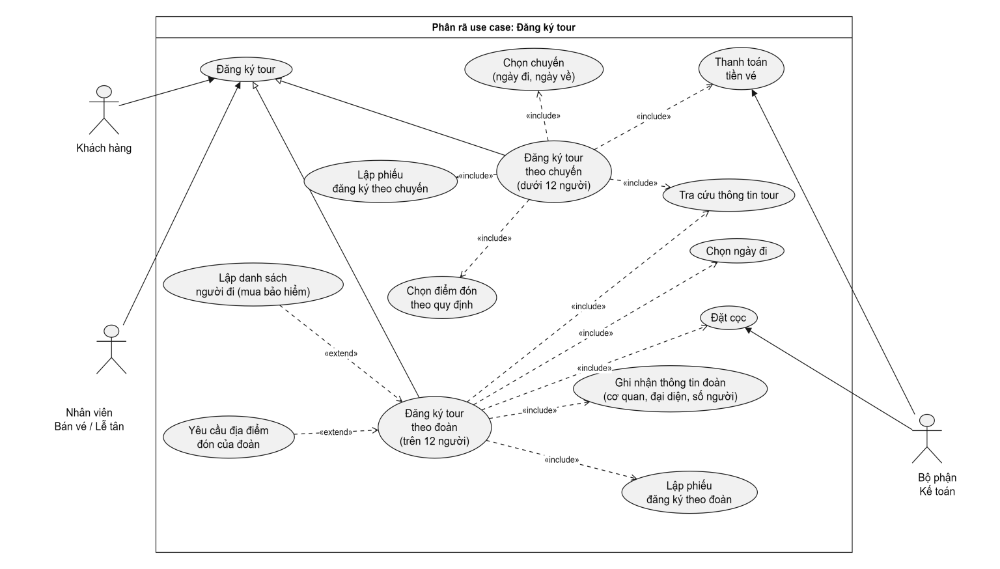 Phân rã use case: Đăng ký tour
Đăng ký tour
Chọn chuyến
(ngày đi, ngày về)
Thanh toán
tiền vé
«include»
«include»
Khách hàng
Đăng ký tour
theo chuyến
(dưới 12 người)
Lập phiếu
đăng ký theo chuyến
«include»
«include»
Tra cứu thông tin tour
«include»
Chọn ngày đi
Lập danh sách
người đi (mua bảo hiểm)
Chọn điểm đón
theo quy định
«include»
Đặt cọc
«include»
«extend»
«include»
Ghi nhận thông tin đoàn
(cơ quan, đại diện, số người)
Nhân viên
Bán vé / Lễ tân
Đăng ký tour
theo đoàn
(trên 12 người)
«include»
Yêu cầu địa điểm
đón của đoàn
«extend»
«include»
Lập phiếu
đăng ký theo đoàn
Bộ phận
Kế toán